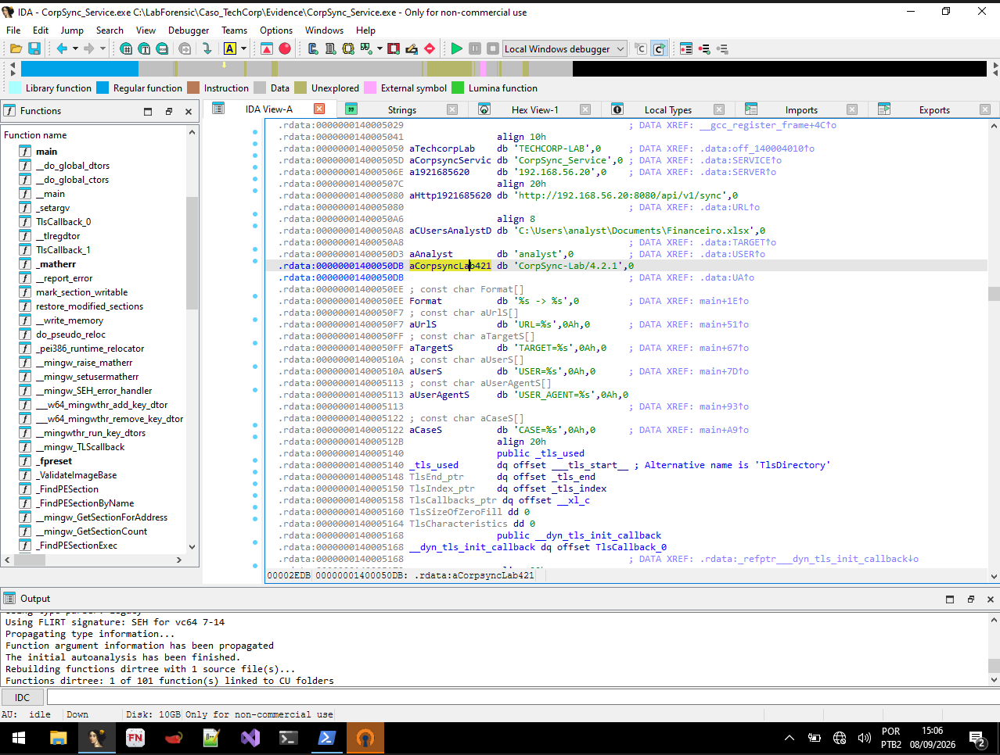 IDA - CorpSync_Service.exe C:\LabForensic\Caso_TechCorp\Evidence\CorpSync_Service.exe - Only for non-commercial use
File Edit Jump Search View Debugger Teams Options Windows Help
Local Windows debugger
Library function Regular function Instruction Data Unexplored External symbol Lumina function
Functions
IDA View-A Strings Hex View-1 Local Types Imports Exports
Function name
main
__do_global_dtors
__do_global_ctors
__main
_setargv
TlsCallback_0
__tlregdtor
TlsCallback_1
_matherr
__report_error
mark_section_writable
restore_modified_sections
__write_memory
do_pseudo_reloc
_pei386_runtime_relocator
__mingw_raise_matherr
__mingw_setusermatherr
__mingw_SEH_error_handler
___w64_mingwthr_add_key_dtor
___w64_mingwthr_remove_key_dtor
__mingwthr_run_key_dtors
__mingw_TLScallback
_fpreset
_ValidateImageBase
_FindPESection
_FindPESectionByName
__mingw_GetSectionForAddress
__mingw_GetSectionCount
_FindPESectionExec
.rdata:0000000140005029 ; DATA XREF: __gcc_register_frame+4C↑o
.rdata:0000000140005041 align 10h
.rdata:0000000140005050 aTechcorpLab db 'TECHCORP-LAB',0 ; DATA XREF: .data:off_140004010↑o
.rdata:000000014000505D aCorpsyncServic db 'CorpSync_Service',0 ; DATA XREF: .data:SERVICE↑o
.rdata:000000014000506E a1921685620 db '192.168.56.20',0 ; DATA XREF: .data:SERVER↑o
.rdata:000000014000507C align 20h
.rdata:0000000140005080 aHttp1921685620 db 'http://192.168.56.20:8080/api/v1/sync',0
.rdata:0000000140005080 ; DATA XREF: .data:URL↑o
.rdata:00000001400050A6 align 8
.rdata:00000001400050A8 aCUsersAnalystD db 'C:\Users\analyst\Documents\Financeiro.xlsx',0
.rdata:00000001400050A8 ; DATA XREF: .data:TARGET↑o
.rdata:00000001400050D3 aAnalyst db 'analyst',0 ; DATA XREF: .data:USER↑o
.rdata:00000001400050DB aCorpsyncLab421 db 'CorpSync-Lab/4.2.1',0
.rdata:00000001400050DB ; DATA XREF: .data:UA↑o
.rdata:00000001400050EE ; const char Format[]
.rdata:00000001400050EE Format db '%s -> %s',0 ; DATA XREF: main+1E↑o
.rdata:00000001400050F7 ; const char aUrlS[]
.rdata:00000001400050F7 aUrlS db 'URL=%s',0Ah,0 ; DATA XREF: main+51↑o
.rdata:00000001400050FF ; const char aTargetS[]
.rdata:00000001400050FF aTargetS db 'TARGET=%s',0Ah,0 ; DATA XREF: main+67↑o
.rdata:000000014000510A ; const char aUserS[]
.rdata:000000014000510A aUserS db 'USER=%s',0Ah,0 ; DATA XREF: main+7D↑o
.rdata:0000000140005113 ; const char aUserAgentS[]
.rdata:0000000140005113 aUserAgentS db 'USER_AGENT=%s',0Ah,0
.rdata:0000000140005113 ; DATA XREF: main+93↑o
.rdata:0000000140005122 ; const char aCaseS[]
.rdata:0000000140005122 aCaseS db 'CASE=%s',0Ah,0 ; DATA XREF: main+A9↑o
.rdata:000000014000512B align 20h
.rdata:0000000140005140 public _tls_used
.rdata:0000000140005140 _tls_used dq offset ___tls_start__ ; Alternative name is 'TlsDirectory'
.rdata:0000000140005148 TlsEnd_ptr dq offset _tls_end
.rdata:0000000140005150 TlsIndex_ptr dq offset _tls_index
.rdata:0000000140005158 TlsCallbacks_ptr dq offset __xl_c
.rdata:0000000140005160 TlsSizeOfZeroFill dd 0
.rdata:0000000140005164 TlsCharacteristics dd 0
.rdata:0000000140005168 public __dyn_tls_init_callback
.rdata:0000000140005168 __dyn_tls_init_callback dq offset TlsCallback_0
.rdata:0000000140005168 ; DATA XREF: .rdata:_refptr___dyn_tls_init_callback↓o
00002EDB 00000001400050DB: .rdata:aCorpsyncLab421
Output
Using FLIRT signature: SEH for vc64 7-14
Propagating type information...
Function argument information has been propagated
The initial autoanalysis has been finished.
Rebuilding functions dirtree with 1 source file(s)...
Functions dirtree: 1 of 101 function(s) linked to CU folders
IDC
AU: idle Down Disk: 10GB Only for non-commercial use
FN
POR
PTB2
15:06
08/09/2026
2